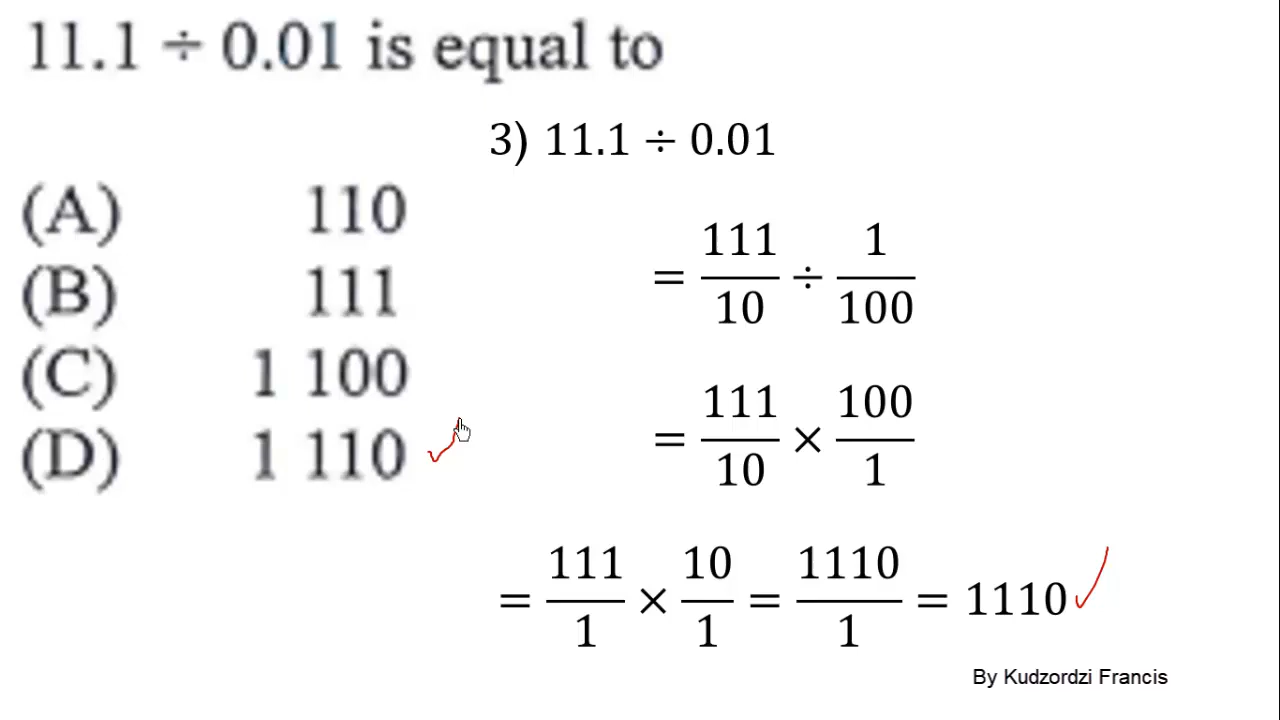 11.1 ÷ 0.01 is equal to
3) 11.1 ÷ 0.01
(A) 110
(B) 111
(C) 1 100
(D) 1 110 ✓
= 111/10 ÷ 1/100
= 111/10 × 100/1
= 111/1 × 10/1 = 1110/1 = 1110 ✓
By Kudzordzi Francis